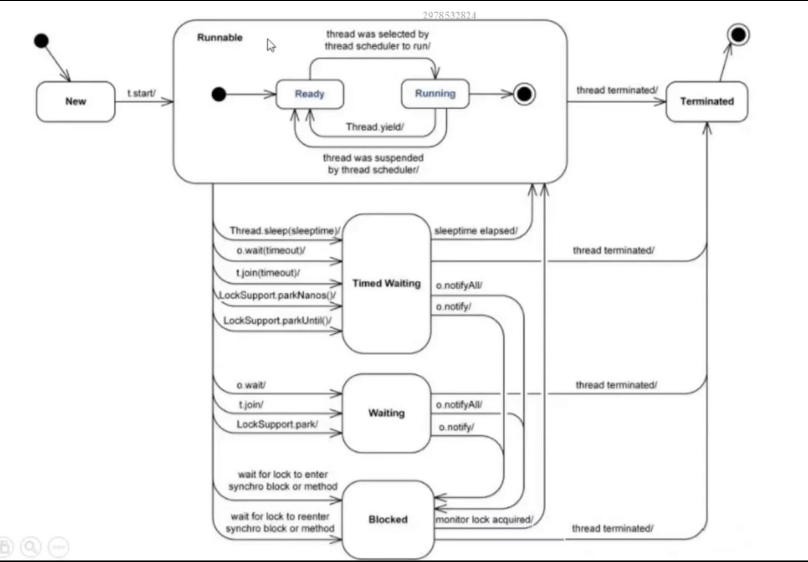 2978532824
Runnable
thread was selected by
thread scheduler to run/
New
t.start/
Ready
Running
thread terminated/
Terminated
Thread.yield/
thread was suspended
by thread scheduler/
Thread.sleep(sleeptime)/
sleeptime elapsed/
o.wait(timeout)/
thread terminated/
t.join(timeout)/
Timed Waiting
o.notifyAll/
LockSupport.parkNanos()/
o.notify/
LockSupport.parkUntil()/
o.wait/
thread terminated/
t.join/
Waiting
o.notifyAll/
LockSupport.park/
o.notify/
wait for lock to enter
synchro block or method
wait for lock to reenter
synchro block or method
Blocked
monitor lock acquired/
thread terminated/